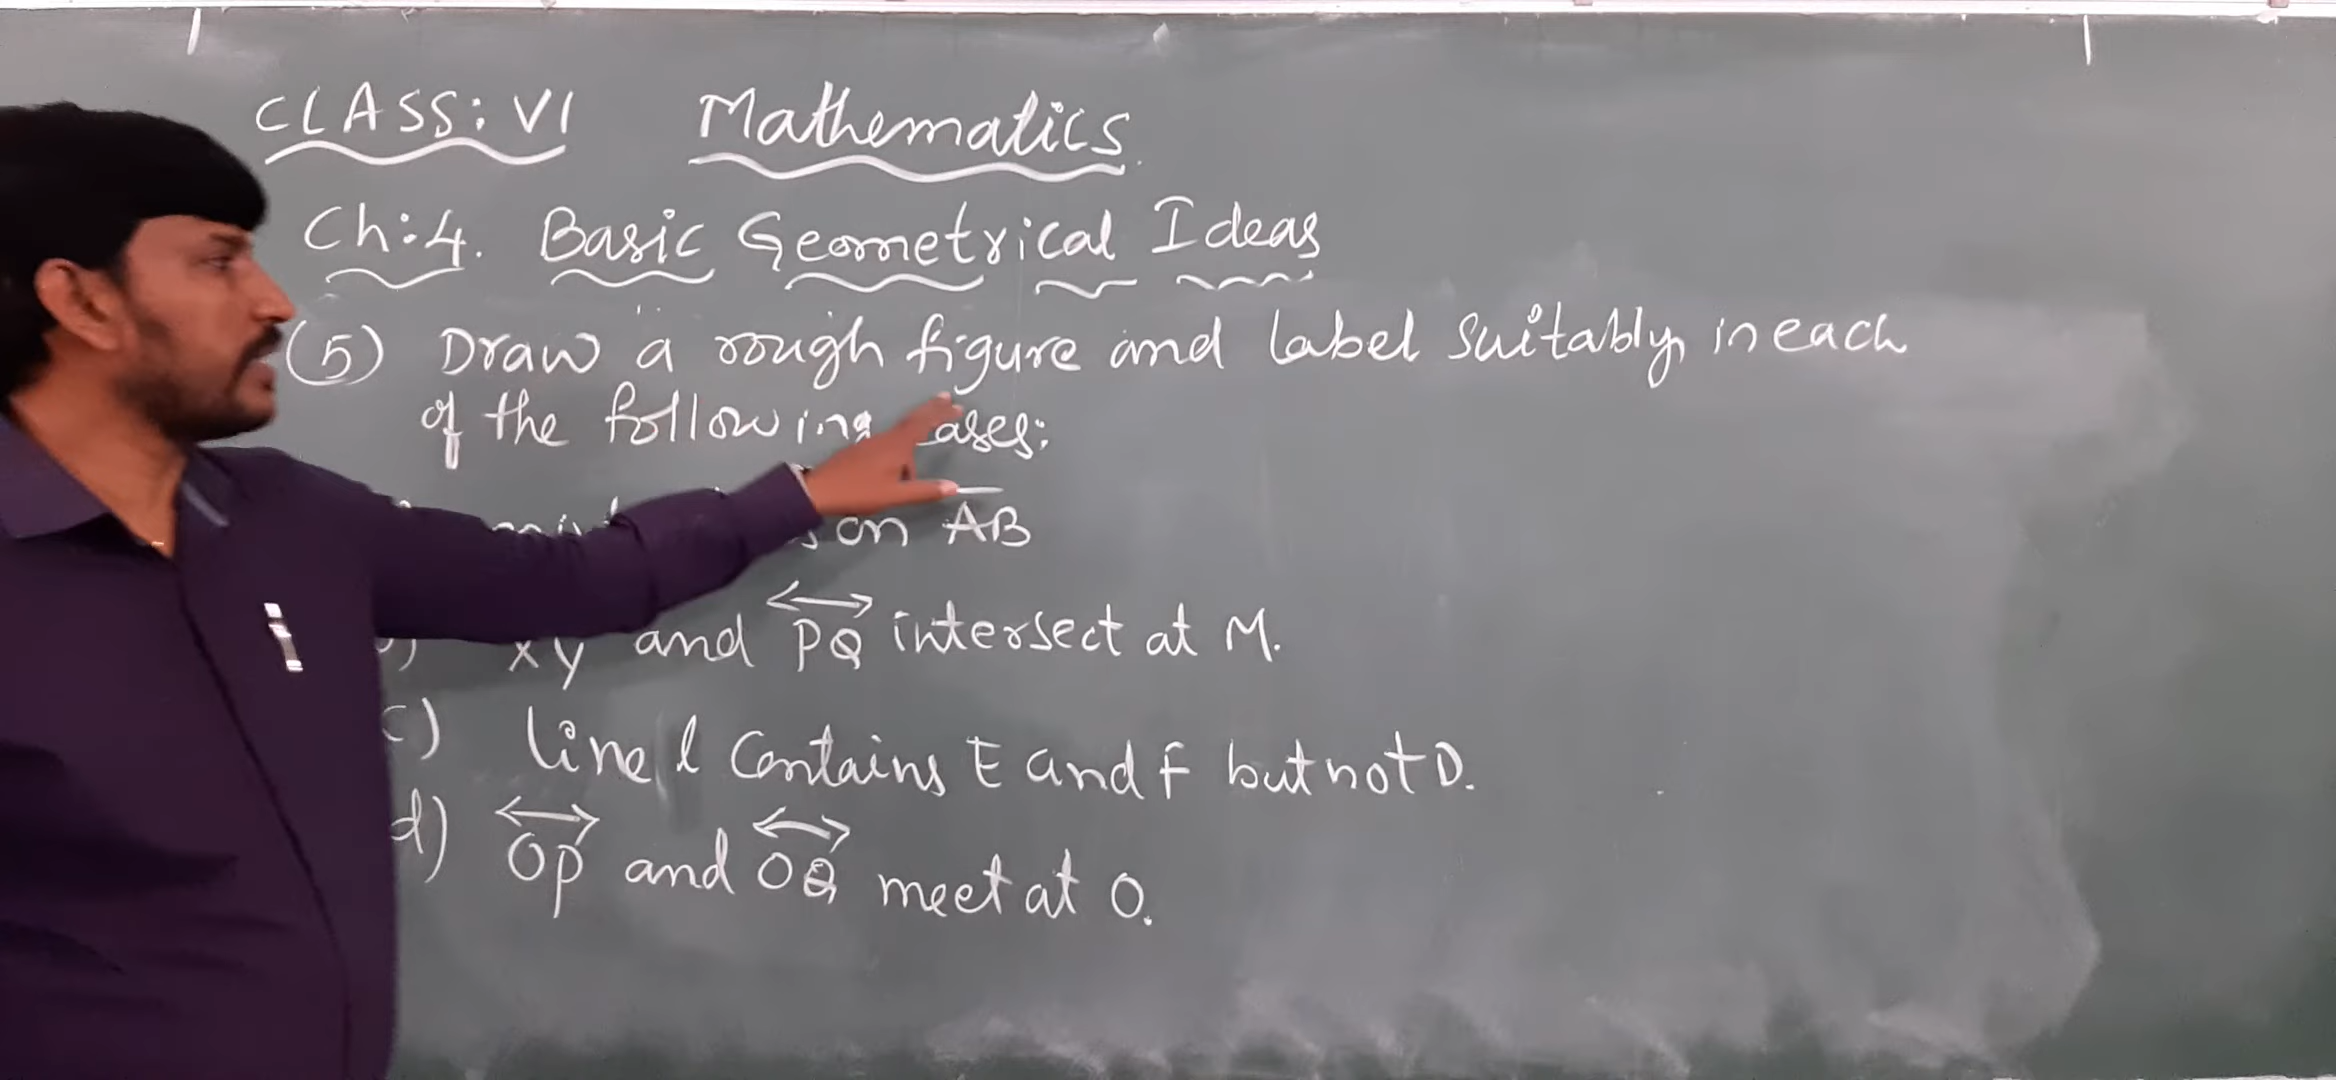 CLASS: VI Mathematics
Ch:4. Basic Geometrical Ideas
(5) Draw a rough figure and label suitably in each
of the following cases:
on AB
xy and PQ intersect at M.
c) line l Contains E and F but not D.
d) OP and OQ meet at O.